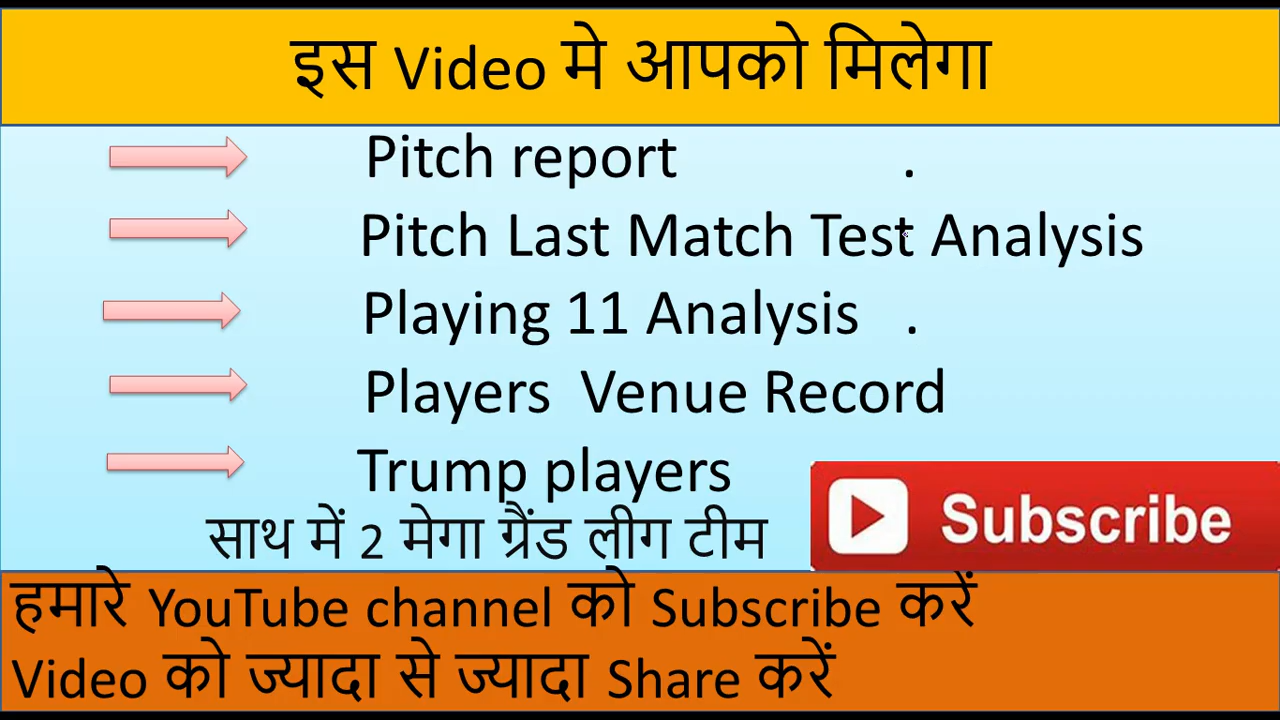 इस Video मे आपको मिलेगा
Pitch report .
Pitch Last Match Test Analysis
Playing 11 Analysis .
Players Venue Record
Trump players
साथ में 2 मेगा ग्रैंड लीग टीम
Subscribe
हमारे YouTube channel को Subscribe करें
Video को ज्यादा से ज्यादा Share करें